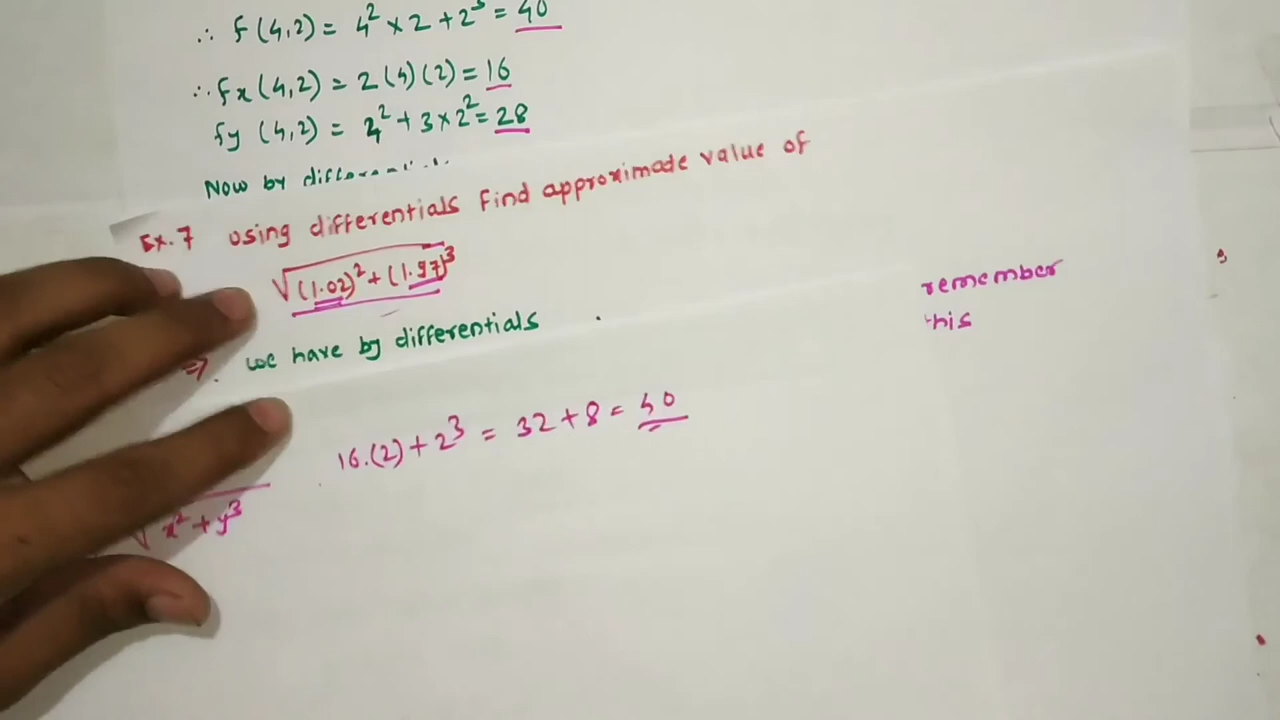 ∴ f(4,2) = 4² × 2 + 2³ = 40
∴ fx(4,2) = 2(4)(2) = 16
fy (4,2) = 4² + 3 × 2² = 28
Now by
Ex. 7 Using differentials find approximade value of
√(1.02)² + (1.97)³
⇒. we have by differentials
remember
this
16.(2) + 2³ = 32 + 8 = 40
√x² + y³